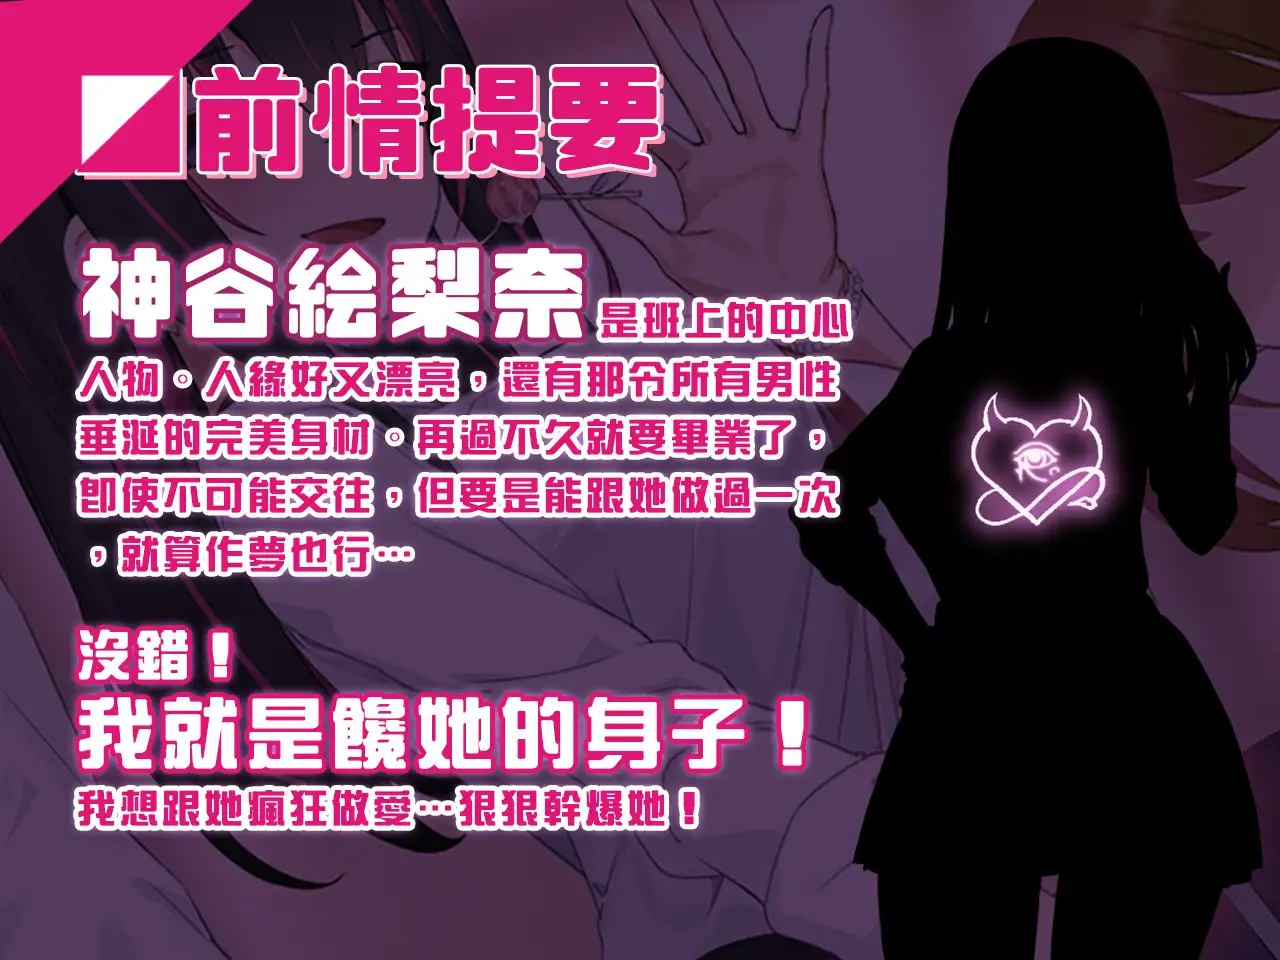 前情提要
神谷絵梨奈是班上的中心
人物。人緣好又漂亮，還有那令所有男性
垂涎的完美身材。再過不久就要畢業了，
即使不可能交往，但要是能跟她做過一次
，就算作夢也行…
沒錯！
我就是饞她的身子！
我想跟她瘋狂做愛…狠狠幹爆她！